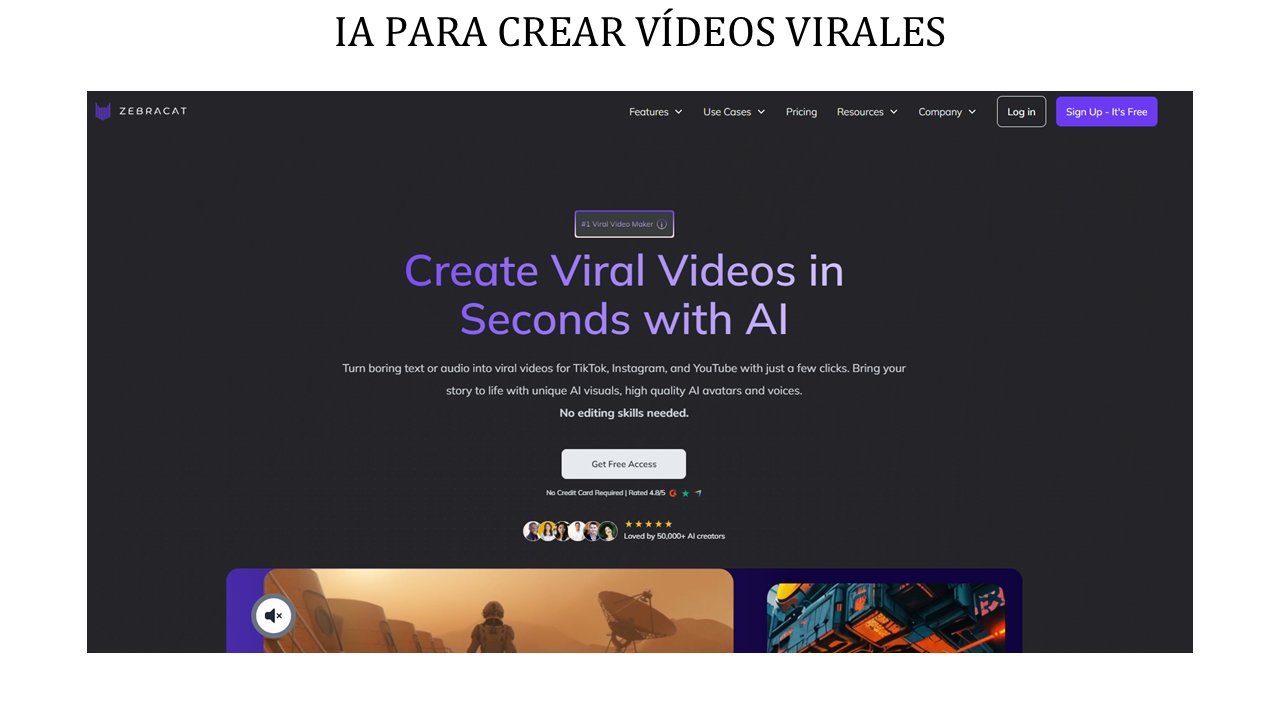 IA PARA CREAR VÍDEOS VIRALES
ZEBRACAT
Features
Use Cases
Pricing
Resources
Company
Log in
Sign Up - It's Free
#1 Viral Video Maker
Create Viral Videos in
Seconds with AI
Turn boring text or audio into viral videos for TikTok, Instagram, and YouTube with just a few clicks. Bring your
story to life with unique AI visuals, high quality AI avatars and voices.
No editing skills needed.
Get Free Access
No Credit Card Required | Rated 4.8/5
Loved by 50,000+ AI creators